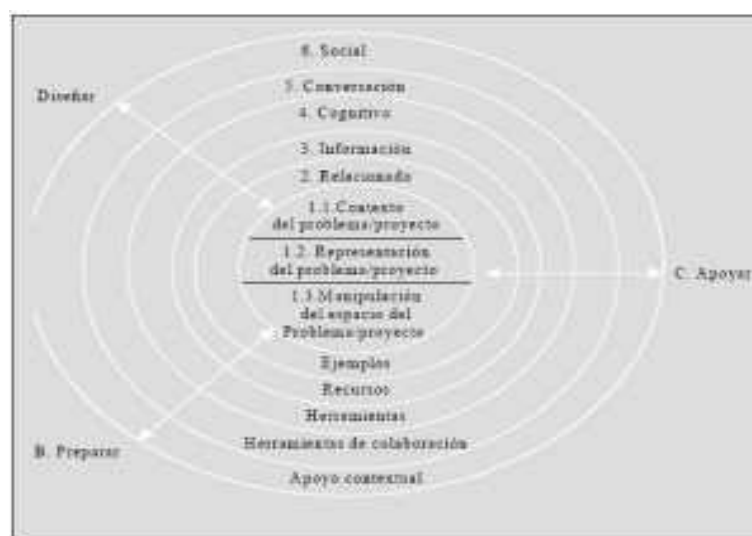 6. Social
5. Conversación
Diseñar
4. Cognitivo
3. Información
2. Relacionado
1.1.Contexto
del problema/proyecto
1.2. Representación
del problema/proyecto
C. Apoyar
1.3.Manipulación
del espacio del
Problema/proyecto
Ejemplos
Recursos
Herramientas
Herramientas de colaboración
B. Preparar
Apoyo contextual